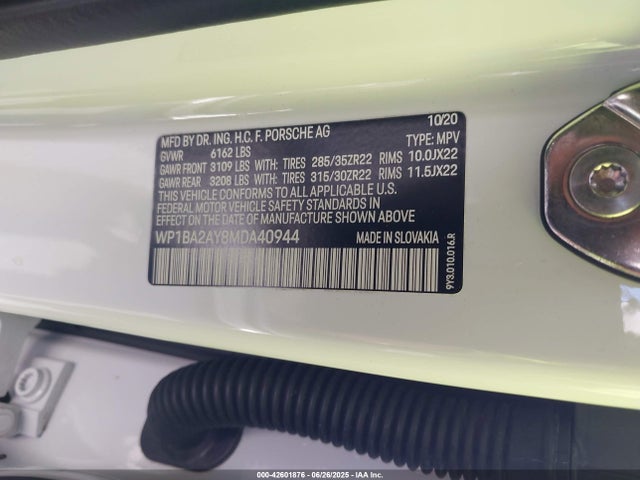 MFD BY DR. ING. H.C. F. PORSCHE AG 10/20
GVWR 6162 LBS TYPE: MPV
GAWR FRONT 3109 LBS WITH: TIRES 285/35ZR22 RIMS 10.0JX22
GAWR REAR 3208 LBS WITH: TIRES 315/30ZR22 RIMS 11.5JX22
THIS VEHICLE CONFORMS TO ALL APPLICABLE U.S.
FEDERAL MOTOR VEHICLE SAFETY STANDARDS IN
EFFECT ON THE DATE OF MANUFACTURE SHOWN ABOVE
WP1BA2AY8MDA40944 MADE IN SLOVAKIA
9Y3.010.016.R
000-42601876 | 06/26/2025 | IAA, Inc.